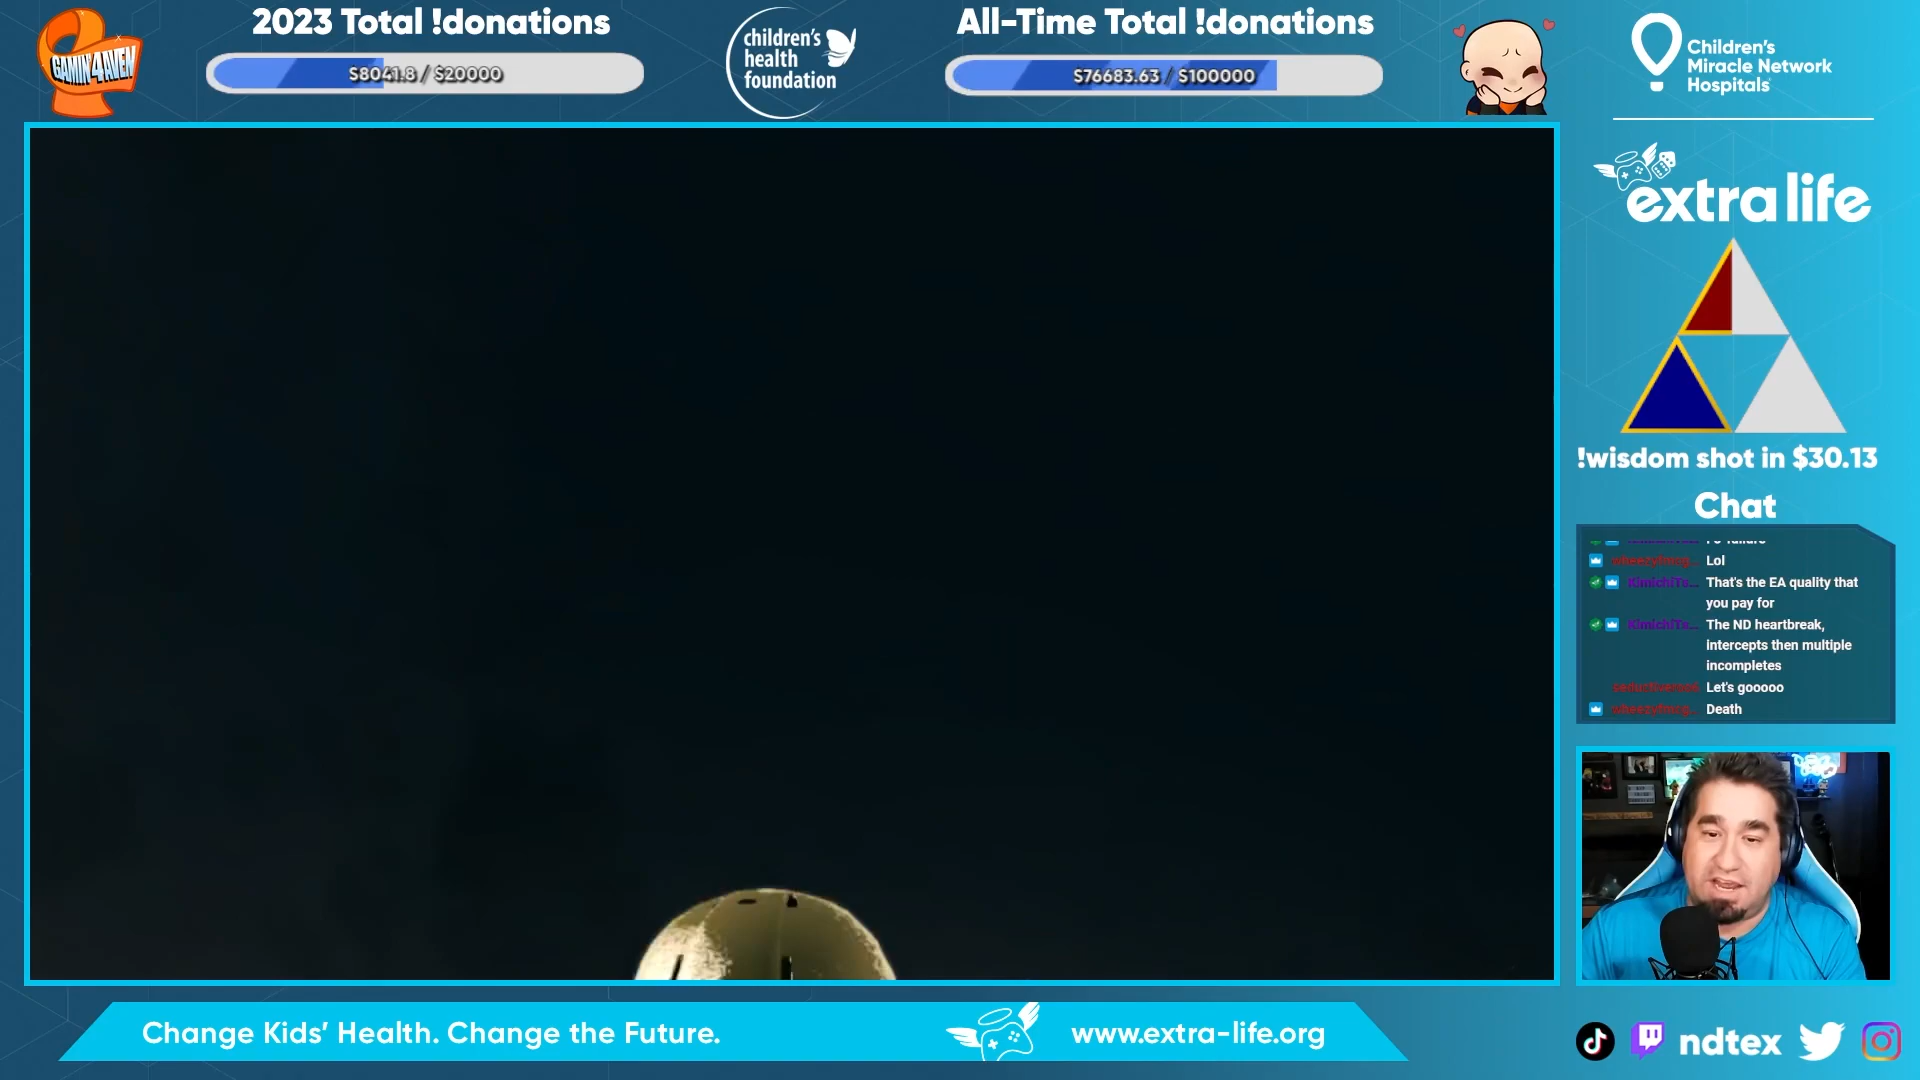 GAMIN4AVEN
2023 Total !donations
$8041.8 / $20000
children's
health
foundation
All-Time Total !donations
$76683.63 / $100000
Children's
Miracle Network
Hospitals
extra life
!wisdom shot in $30.13
Chat
Lol
KimichiTs... That's the EA quality that
you pay for
KimichiTs... The ND heartbreak,
intercepts then multiple
incompletes
Let's gooooo
Death
Change Kids' Health. Change the Future.
www.extra-life.org
ndtex